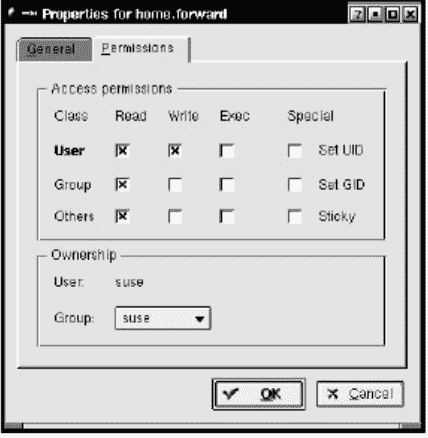 Properties for home.forward
General Permissions
Access permissions
Class Read Write Exec Special
User Set UID
Group Set GID
Others Sticky
Ownership
User: suse
Group: suse
OK Cancel